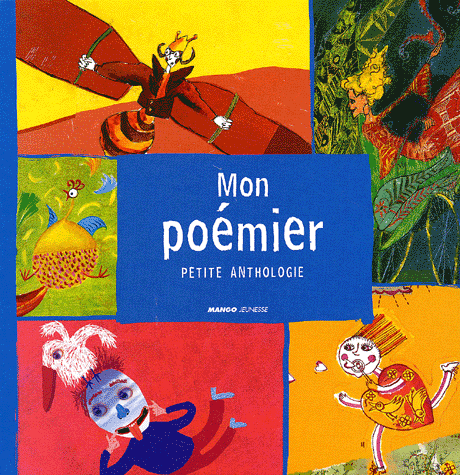 Mon
poémier
PETITE ANTHOLOGIE
MANGO JEUNESSE